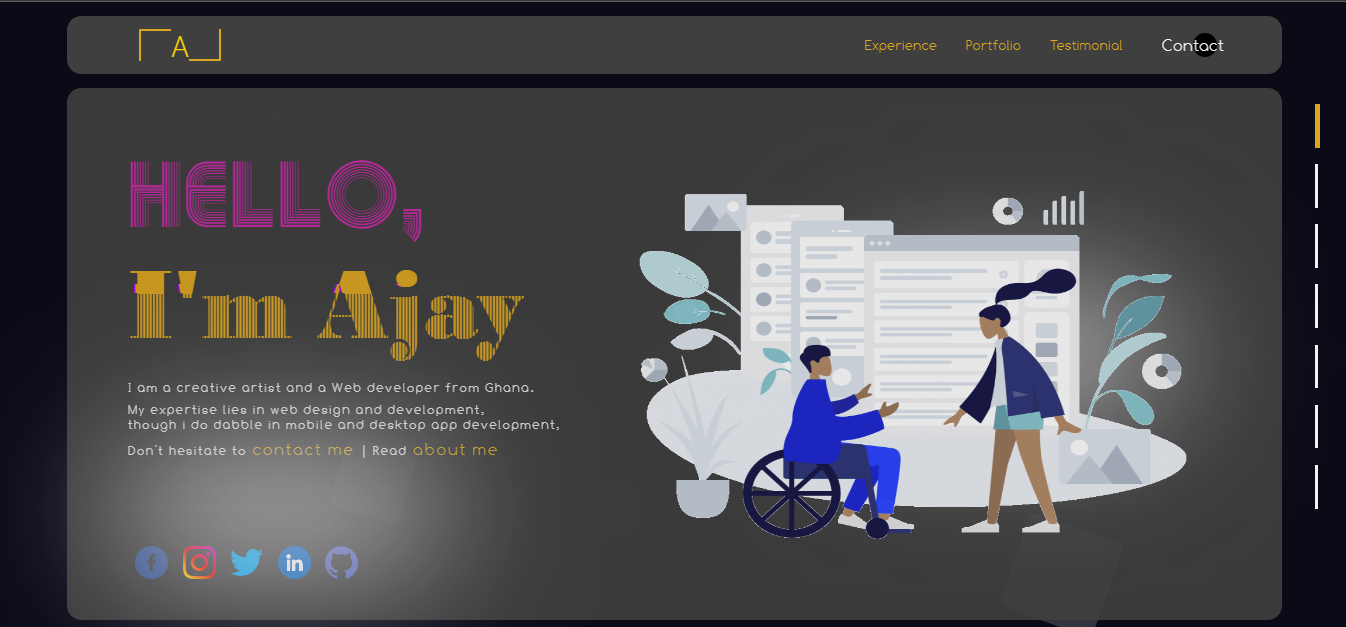 A
Experience Portfolio Testimonial Contact
HELLO,
I'm Ajay
I am a creative artist and a Web developer from Ghana.
My expertise lies in web design and development,
though i do dabble in mobile and desktop app development,
Don't hesitate to contact me | Read about me
f in